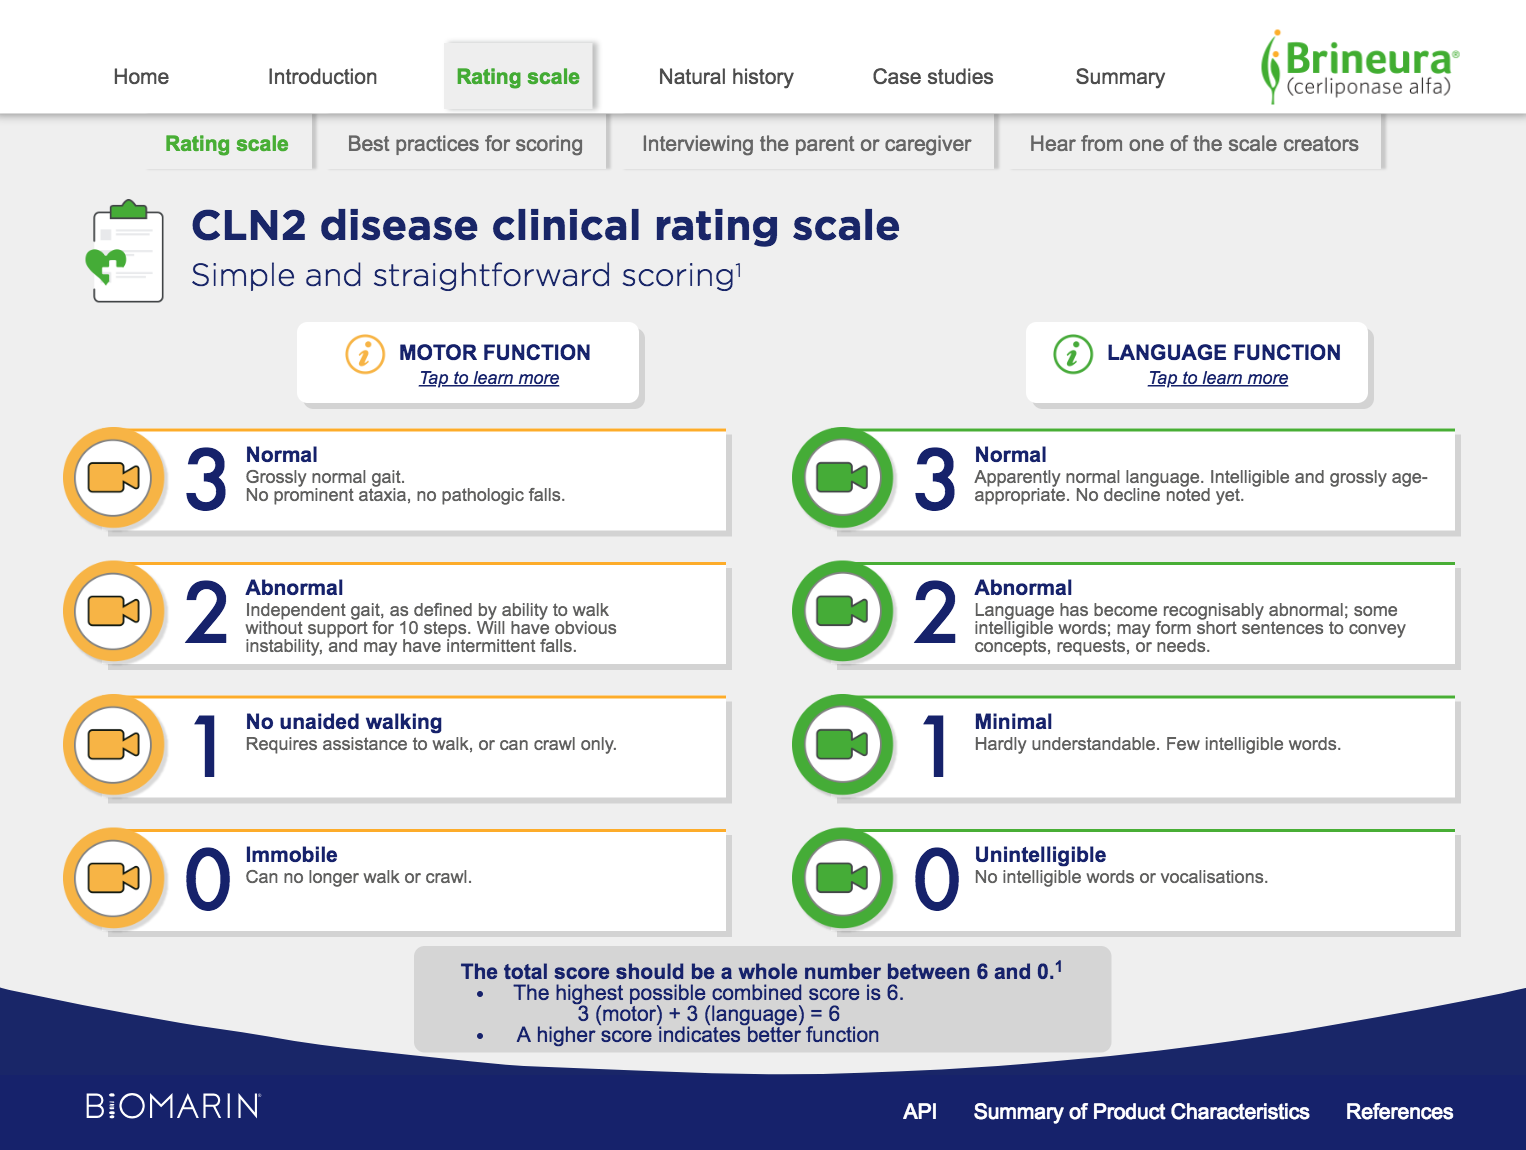 Home
Introduction
Rating scale
Natural history
Case studies
Summary
Brineura®
(cerliponase alfa)
Rating scale
Best practices for scoring
Interviewing the parent or caregiver
Hear from one of the scale creators
CLN2 disease clinical rating scale
Simple and straightforward scoring¹
MOTOR FUNCTION
Tap to learn more
3
Normal
Grossly normal gait.
No prominent ataxia, no pathologic falls.
2
Abnormal
Independent gait, as defined by ability to walk
without support for 10 steps. Will have obvious
instability, and may have intermittent falls.
1
No unaided walking
Requires assistance to walk, or can crawl only.
0
Immobile
Can no longer walk or crawl.
LANGUAGE FUNCTION
Tap to learn more
3
Normal
Apparently normal language. Intelligible and grossly age-
appropriate. No decline noted yet.
2
Abnormal
Language has become recognisably abnormal; some
intelligible words; may form short sentences to convey
concepts, requests, or needs.
1
Minimal
Hardly understandable. Few intelligible words.
0
Unintelligible
No intelligible words or vocalisations.
The total score should be a whole number between 6 and 0.¹
• The highest possible combined score is 6.
3 (motor) + 3 (language) = 6
• A higher score indicates better function
BIOMARIN®
API
Summary of Product Characteristics
References